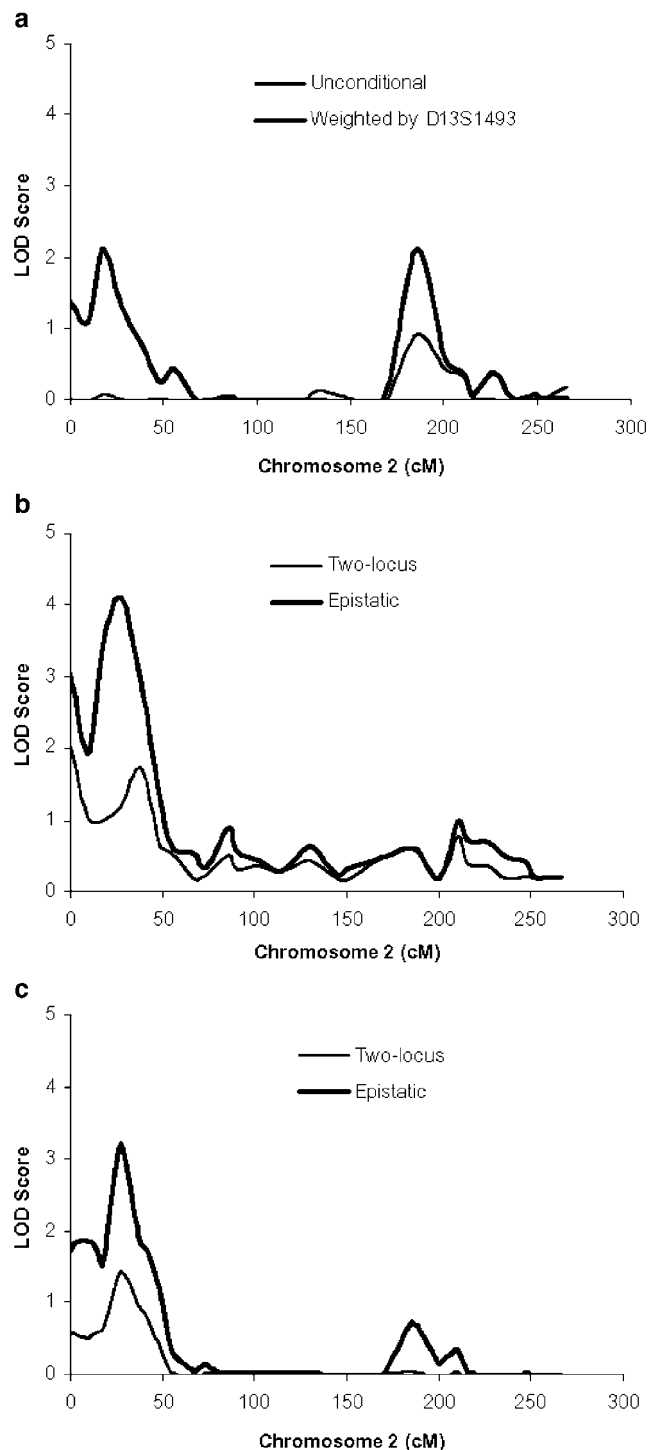 a
5
4
3
2
1
0
LOD Score
Unconditional
Weighted by D13S1493
0 50 100 150 200 250 300
Chromosome 2 (cM)
b
5
4
3
2
1
0
LOD Score
Two-locus
Epistatic
0 50 100 150 200 250 300
Chromosome 2 (cM)
c
5
4
3
2
1
0
LOD Score
Two-locus
Epistatic
0 50 100 150 200 250 300
Chromosome 2 (cM)